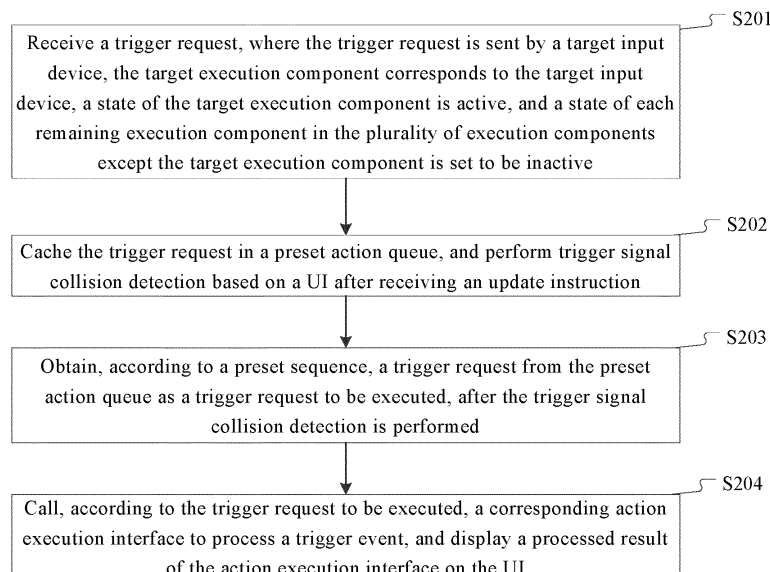 S201
Receive a trigger request, where the trigger request is sent by a target input
device, the target execution component corresponds to the target input
device, a state of the target execution component is active, and a state of each
remaining execution component in the plurality of execution components
except the target execution component is set to be inactive
S202
Cache the trigger request in a preset action queue, and perform trigger signal
collision detection based on a UI after receiving an update instruction
S203
Obtain, according to a preset sequence, a trigger request from the preset
action queue as a trigger request to be executed, after the trigger signal
collision detection is performed
S204
Call, according to the trigger request to be executed, a corresponding action
execution interface to process a trigger event, and display a processed result
of the action execution interface on the UI